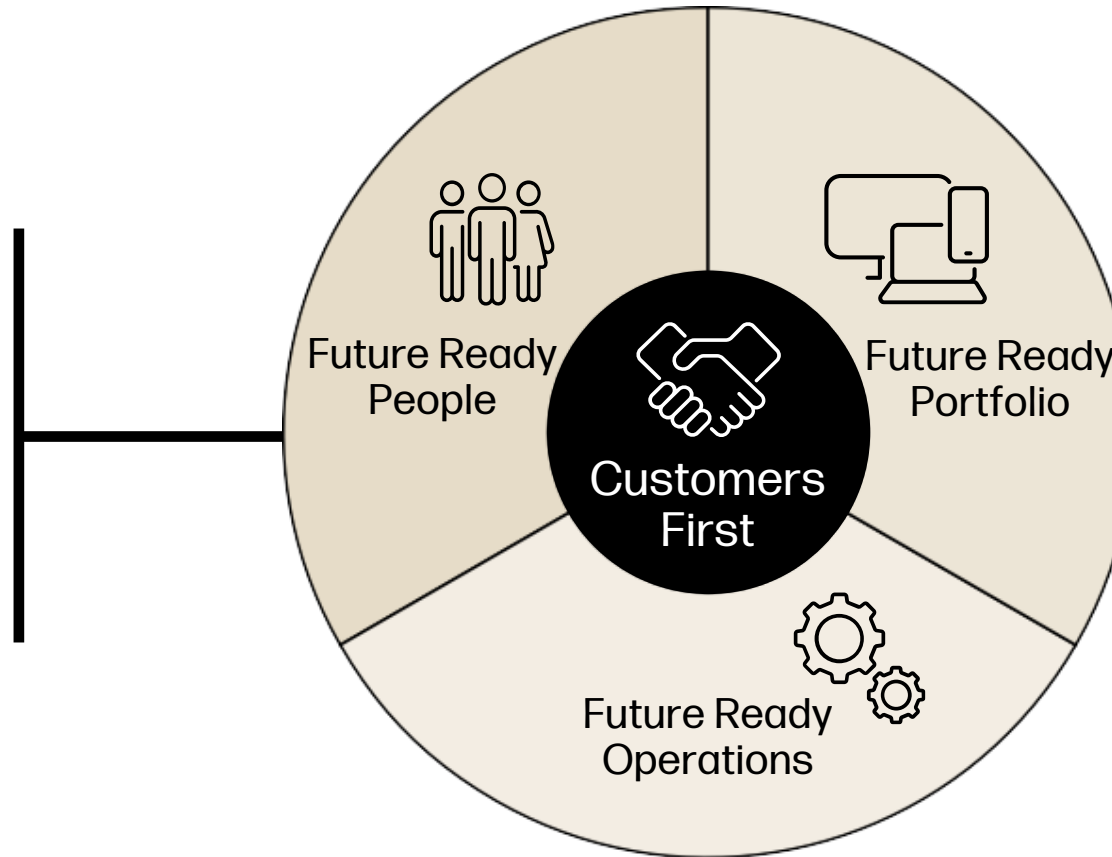 Future Ready
People
Future Ready
Portfolio
Customers
First
Future Ready
Operations